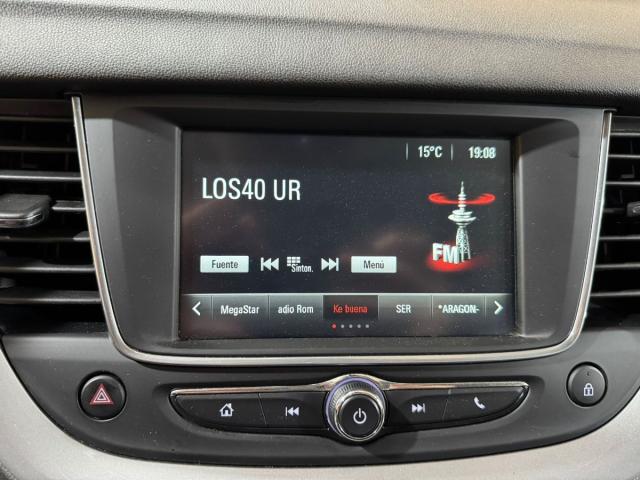 15°C 19:08
LOS40 UR
FM
Fuente Sinton. Menú
MegaStar adio Rom Ke buena SER *ARAGON-